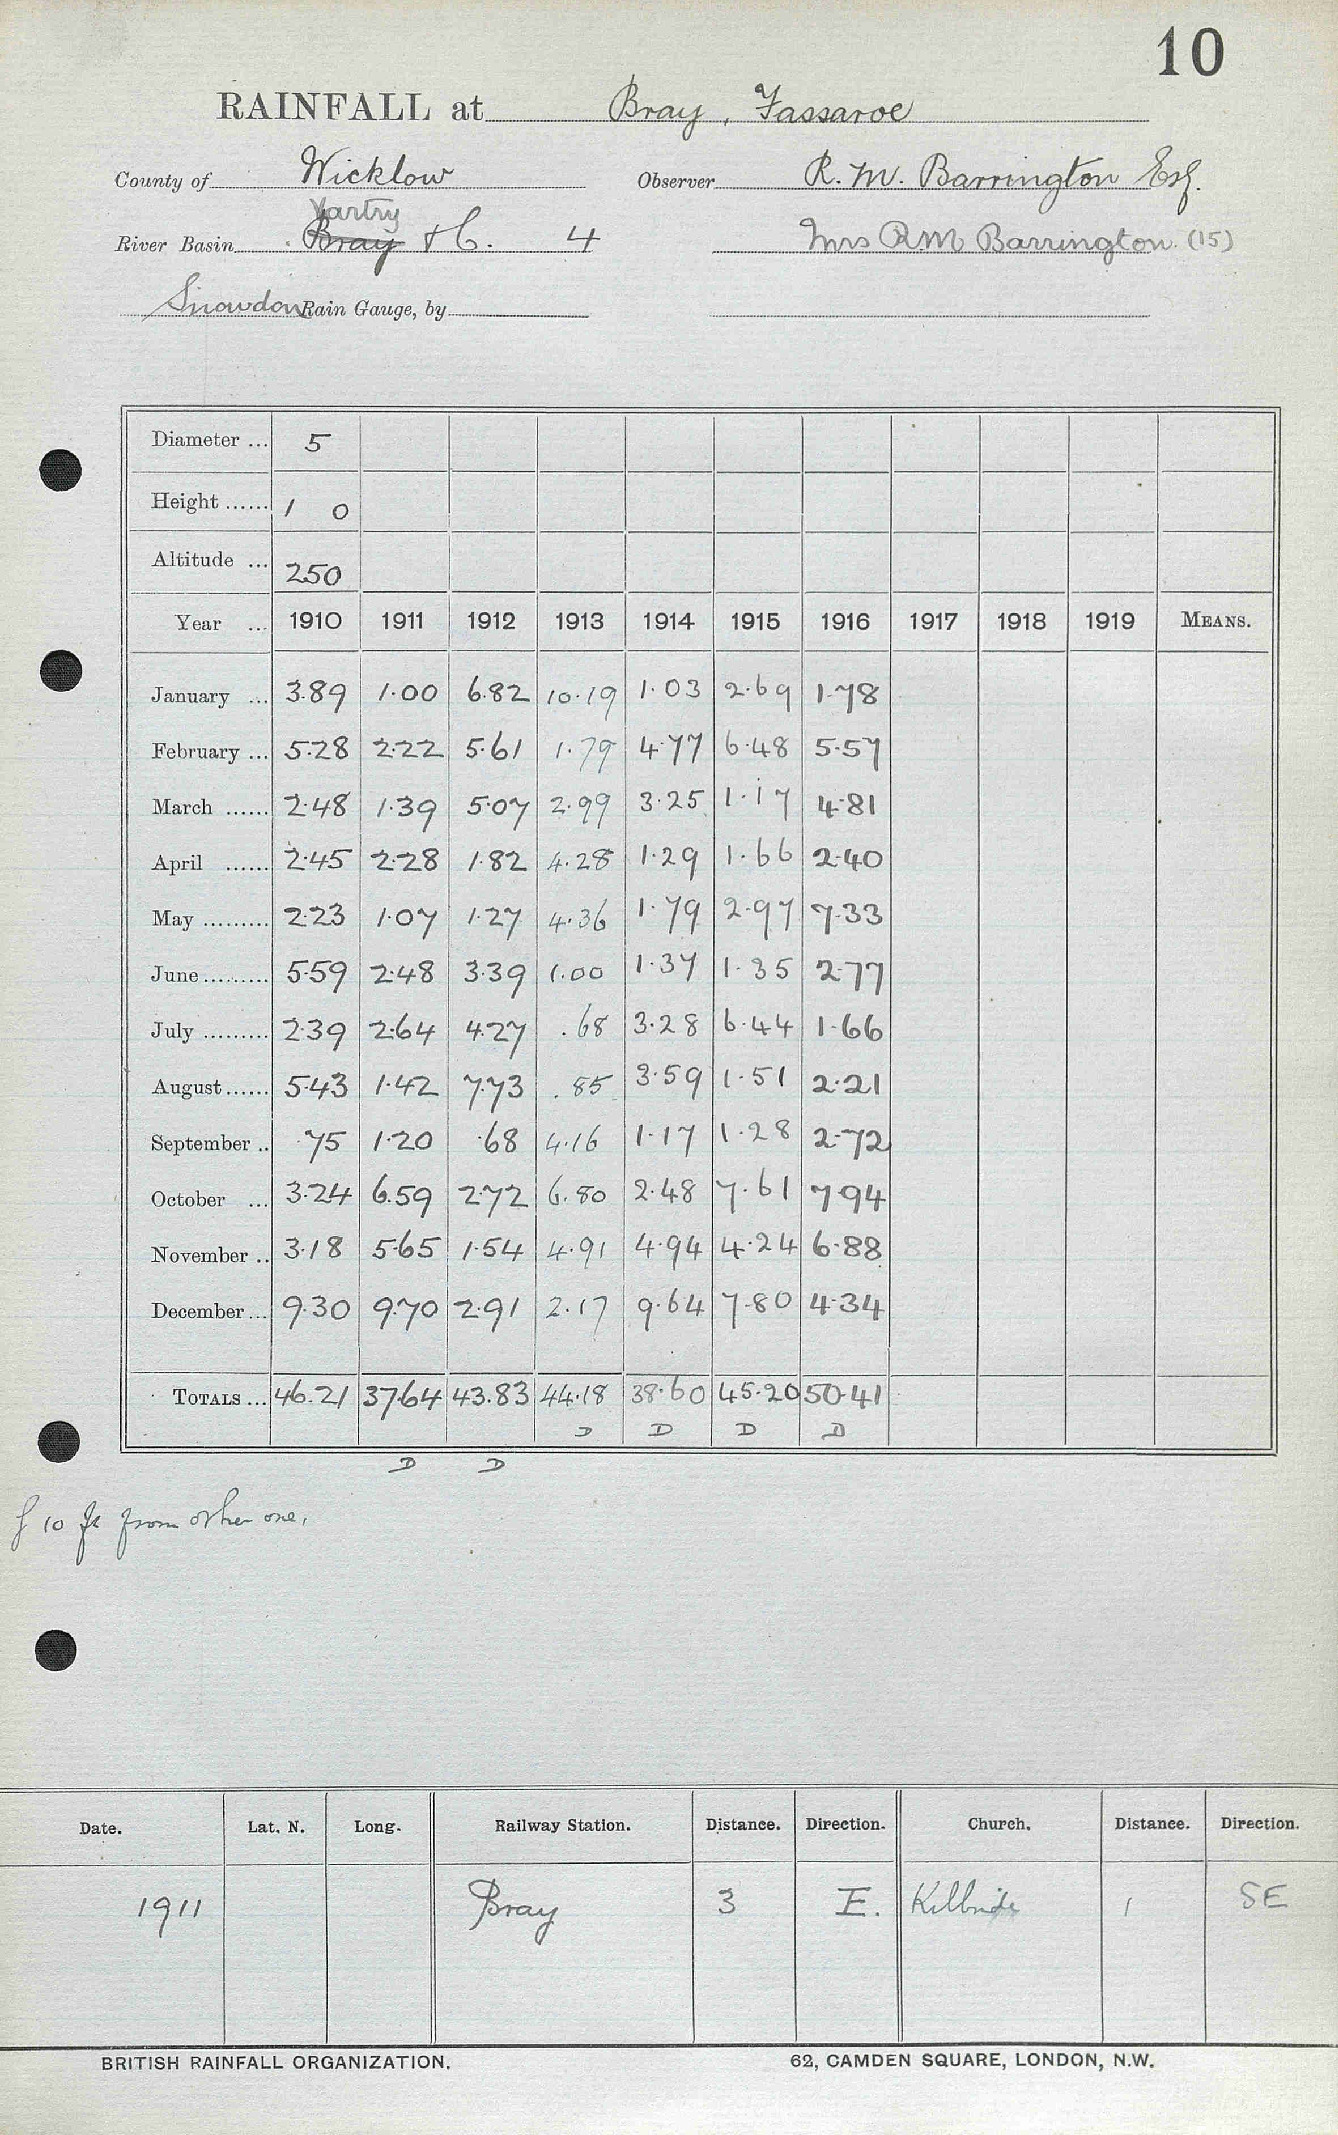 10
RAINFALL at Bray, Fassaroe
County of Wicklow Observer R. M. Barrington Esq.
Vartry
River Basin Bray &c. 4 Mrs R M Barrington (15)
Snowdon Rain Gauge, by
Diameter ... 5
Height ...... 1 0
Altitude ... 250
Year ... 1910 1911 1912 1913 1914 1915 1916 1917 1918 1919 MEANS.
January ... 3.89 1.00 6.82 10.19 1.03 2.69 1.78
February ... 5.28 2.22 5.61 1.79 4.77 6.48 5.57
March ...... 2.48 1.39 5.07 2.99 3.25 1.17 4.81
April ...... 2.45 2.28 1.82 4.28 1.29 1.66 2.40
May ......... 2.23 1.07 1.27 4.36 1.79 2.97 7.33
June ......... 5.59 2.48 3.39 1.00 1.37 1.35 2.77
July ......... 2.39 2.64 4.27 .68 3.28 6.44 1.66
August ...... 5.43 1.42 7.73 .85 3.59 1.51 2.21
September .. .75 1.20 .68 4.16 1.17 1.28 2.72
October ... 3.24 6.59 2.72 6.80 2.48 7.61 7.94
November .. 3.18 5.65 1.54 4.91 4.94 4.24 6.88
December ... 9.30 9.70 2.91 2.17 9.64 7.80 4.34
TOTALS ... 46.21 37.64 43.83 44.18 38.60 45.20 50.41
D D D D
D D
10 ft from other one.
Date. Lat. N. Long. Railway Station. Distance. Direction. Church. Distance. Direction.
1911 Bray 3 E. Kilbride 1 SE
BRITISH RAINFALL ORGANIZATION. 62, CAMDEN SQUARE, LONDON, N.W.